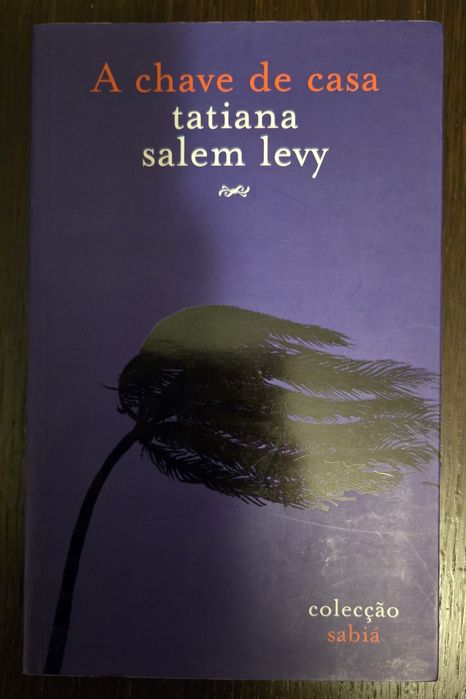 A chave de casa
tatiana
salem levy
colecção
sabiá